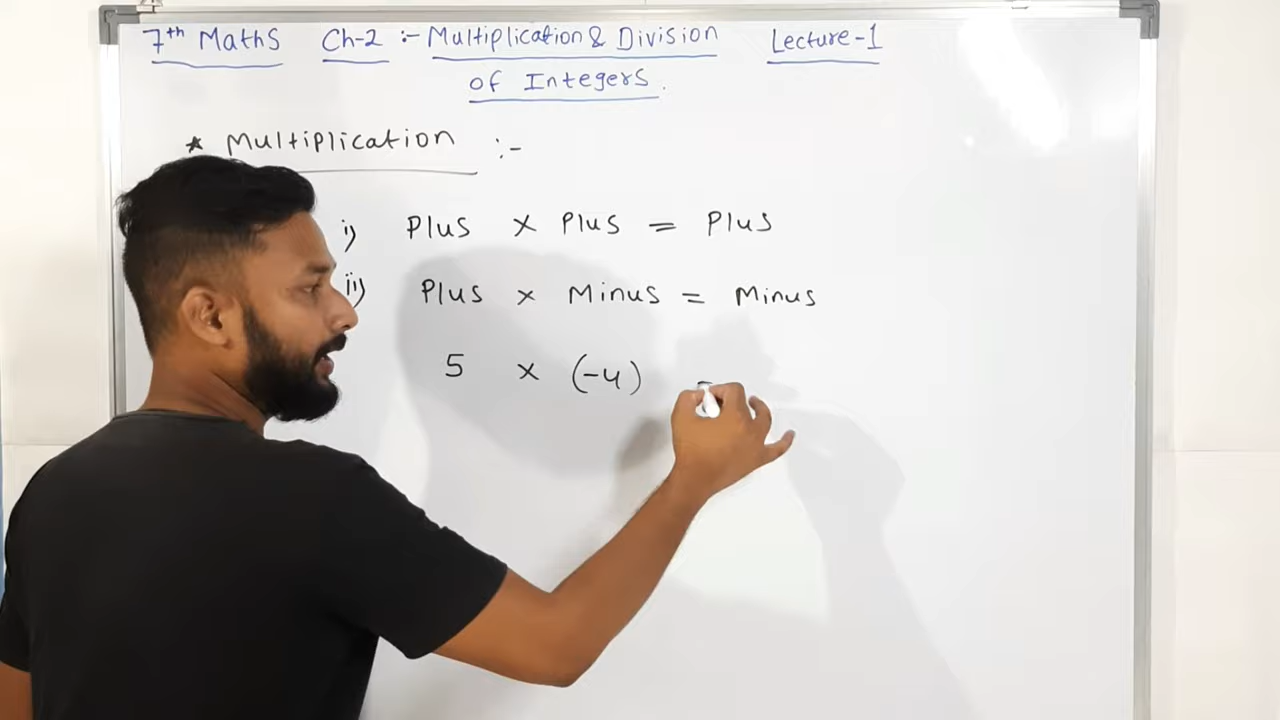 7th Maths Ch-2 :- Multiplication & Division Lecture-1
of Integers.
* Multiplication :-
i) Plus × Plus = Plus
ii) Plus × Minus = Minus
5 × (-4)